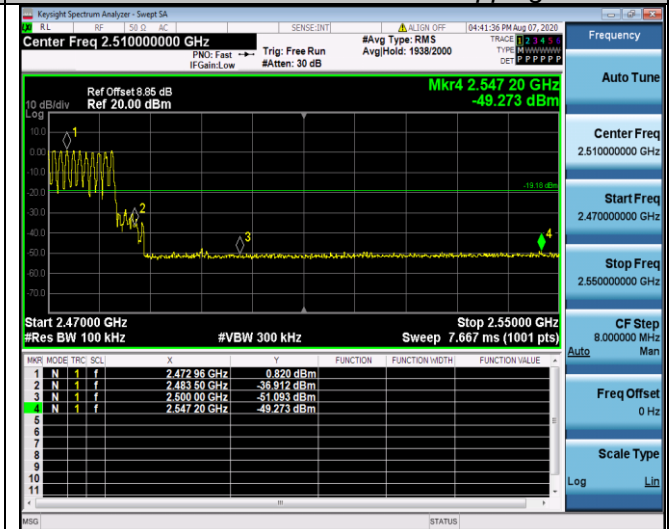 Keysight Spectrum Analyzer - Swept SA
RL RF 50 Ω AC SENSE:INT ALIGN OFF 04:41:36 PM Aug 07, 2020
Center Freq 2.510000000 GHz #Avg Type: RMS TRACE 1 2 3 4 5 6
PNO: Fast Trig: Free Run Avg|Hold: 1938/2000 TYPE M WWWWW
IFGain:Low #Atten: 30 dB DET P P P P P P
Frequency
Auto Tune
Center Freq
2.510000000 GHz
Start Freq
2.470000000 GHz
Stop Freq
2.550000000 GHz
CF Step
8.000000 MHz
Auto Man
Freq Offset
0 Hz
Scale Type
Log Lin
Mkr4 2.547 20 GHz
-49.273 dBm
Ref Offset 8.85 dB
10 dB/div Ref 20.00 dBm
Log
10.0
0.00
-10.0
-20.0
-30.0
-40.0
-50.0
-60.0
-70.0
1
2
3
4
-19.18 dBm
Start 2.47000 GHz Stop 2.55000 GHz
#Res BW 100 kHz #VBW 300 kHz Sweep 7.667 ms (1001 pts)
MKR MODE TRC SCL X Y FUNCTION FUNCTION WIDTH FUNCTION VALUE
1 N 1 f 2.472 96 GHz 0.820 dBm
2 N 1 f 2.483 50 GHz -36.912 dBm
3 N 1 f 2.500 00 GHz -51.093 dBm
4 N 1 f 2.547 20 GHz -49.273 dBm
5
6
7
8
9
10
11
MSG STATUS